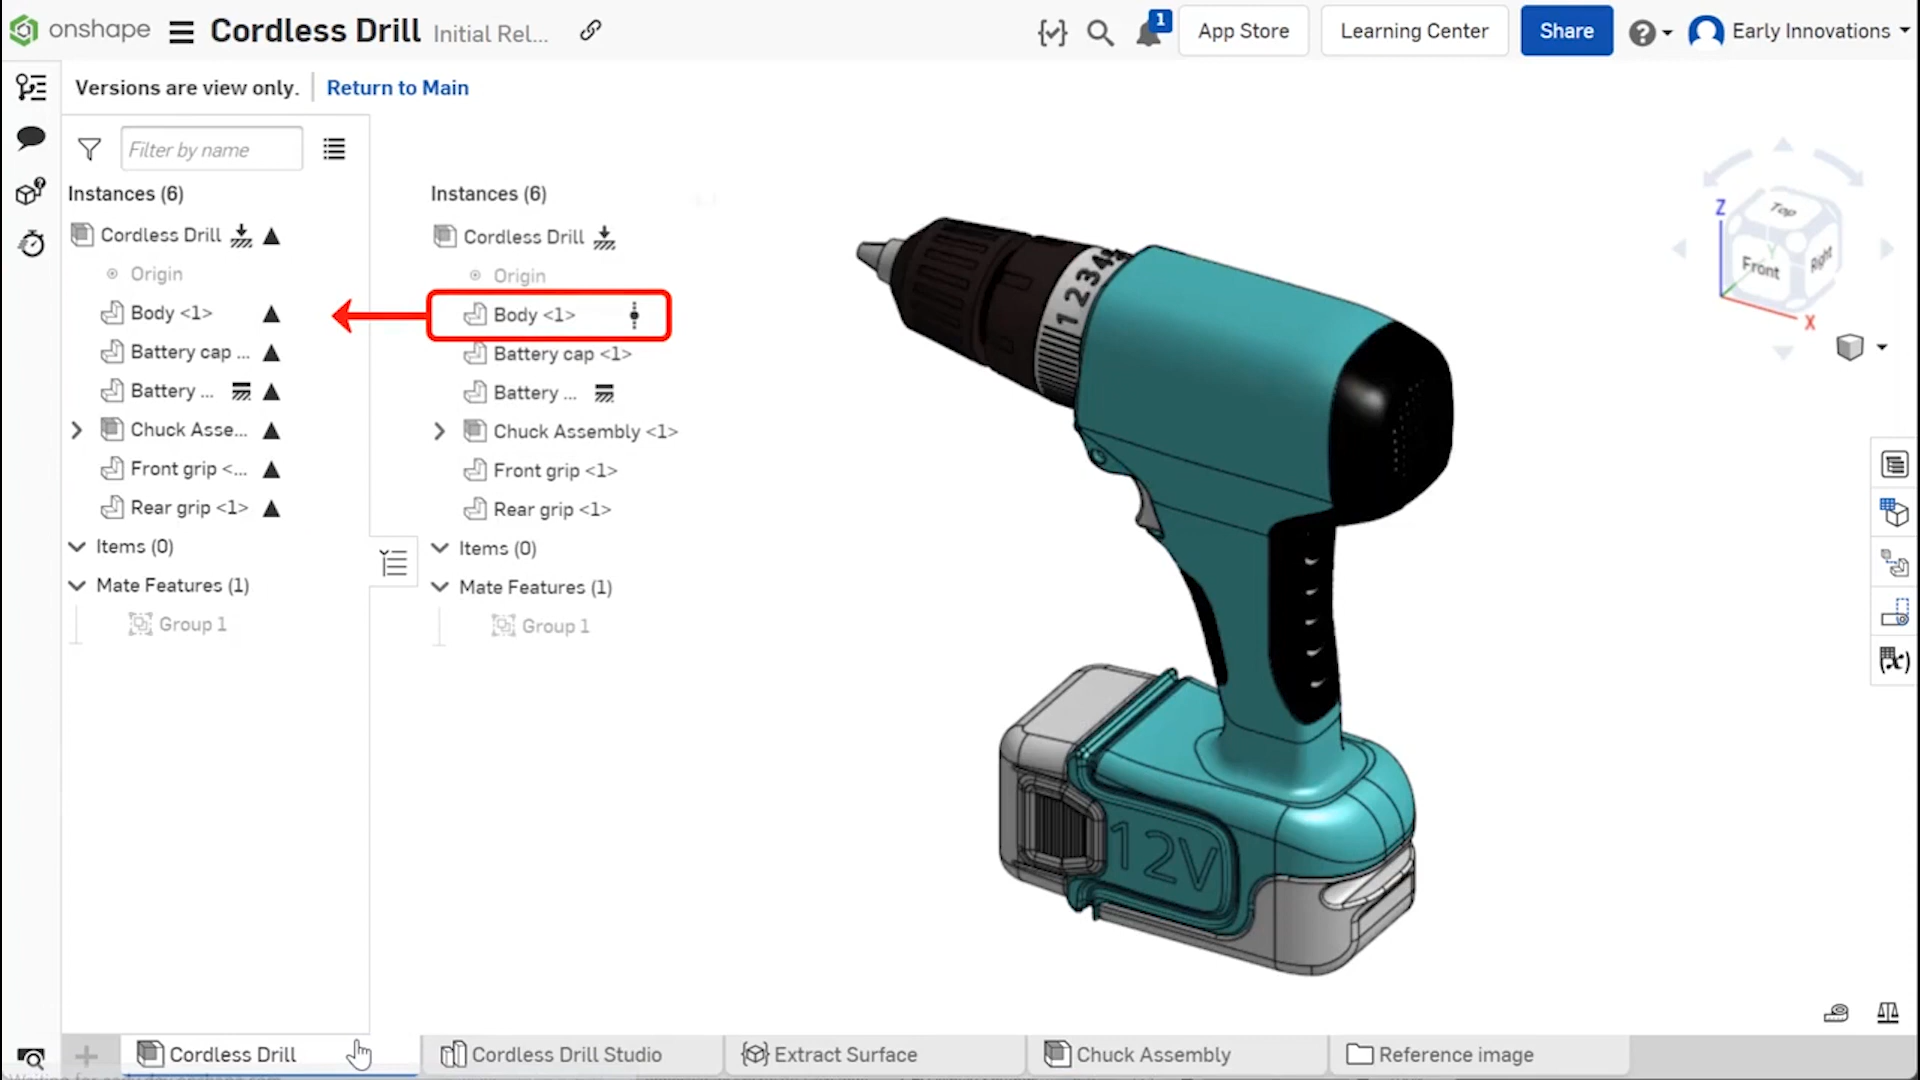 onshape
Cordless Drill Initial Rel...
1
App Store
Learning Center
Share
Early Innovations
Versions are view only.
Return to Main
Filter by name
Instances (6)
Cordless Drill
Origin
Body <1>
Battery cap ...
Battery ...
Chuck Asse...
Front grip <...
Rear grip <1>
Items (0)
Mate Features (1)
Group 1
Instances (6)
Cordless Drill
Origin
Body <1>
Battery cap <1>
Battery ...
Chuck Assembly <1>
Front grip <1>
Rear grip <1>
Items (0)
Mate Features (1)
Group 1
1 2 3 4
12V
Z
Top
Y
Front
Right
X
Cordless Drill
Cordless Drill Studio
Extract Surface
Chuck Assembly
Reference image